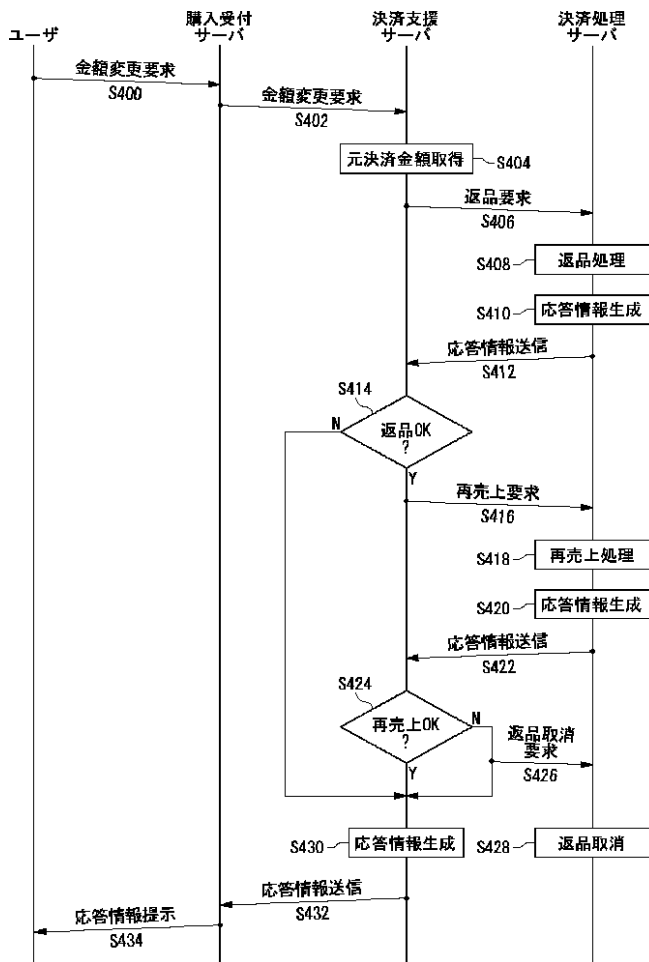 ユーザ
購入受付
サーバ
決済支援
サーバ
決済処理
サーバ
金額変更要求
S400
金額変更要求
S402
元決済金額取得
S404
返品要求
S406
S408
返品処理
S410
応答情報生成
応答情報送信
S412
S414
N
返品OK
?
Y
再売上要求
S416
S418
再売上処理
S420
応答情報生成
応答情報送信
S422
S424
再売上OK
?
N
Y
返品取消
要求
S426
S430
応答情報生成
S428
返品取消
応答情報送信
S432
応答情報提示
S434